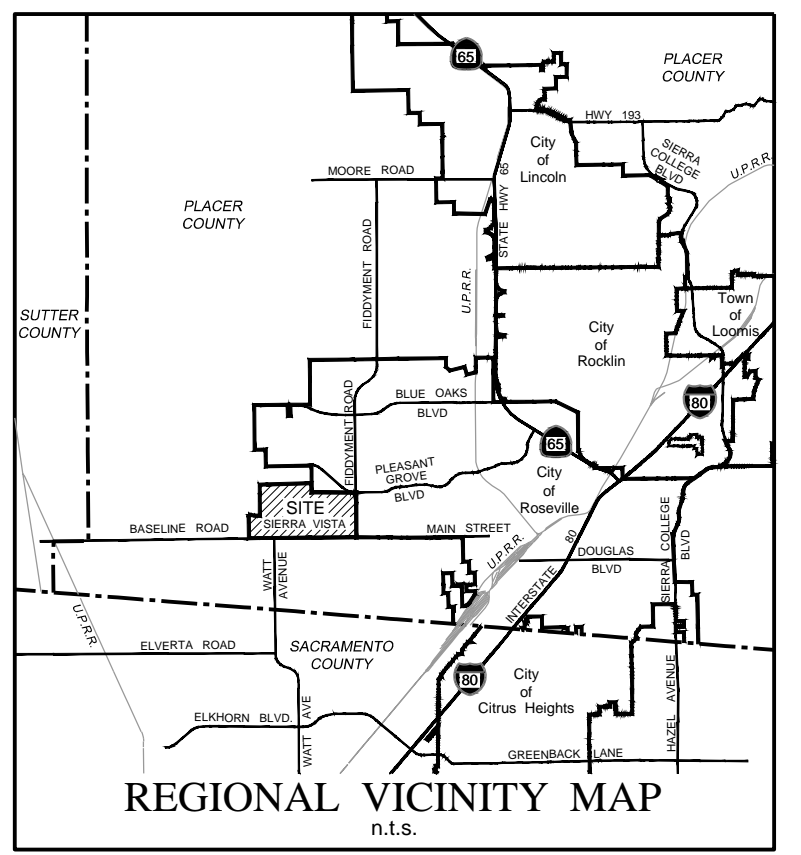 65
PLACER
COUNTY
HWY 193
City
of
Lincoln
SIERRA
COLLEGE
BLVD
U.P.R.R.
MOORE ROAD
STATE HWY 65
PLACER
COUNTY
FIDDYMENT ROAD
U.P.R.R.
SUTTER
COUNTY
Town
of
Loomis
City
of
Rocklin
BLUE OAKS
BLVD
80
FIDDYMENT ROAD
65
PLEASANT
GROVE
BLVD
City
of
Roseville
SITE
SIERRA VISTA
BASELINE ROAD
MAIN STREET
SIERRA COLLEGE
BLVD
U.P.R.R.
DOUGLAS
BLVD
WATT
AVENUE
INTERSTATE 80
U.P.R.R.
ELVERTA ROAD
SACRAMENTO
COUNTY
80
City
of
Citrus Heights
HAZEL AVENUE
ELKHORN BLVD.
WATT AVE
GREENBACK LANE
REGIONAL VICINITY MAP
n.t.s.